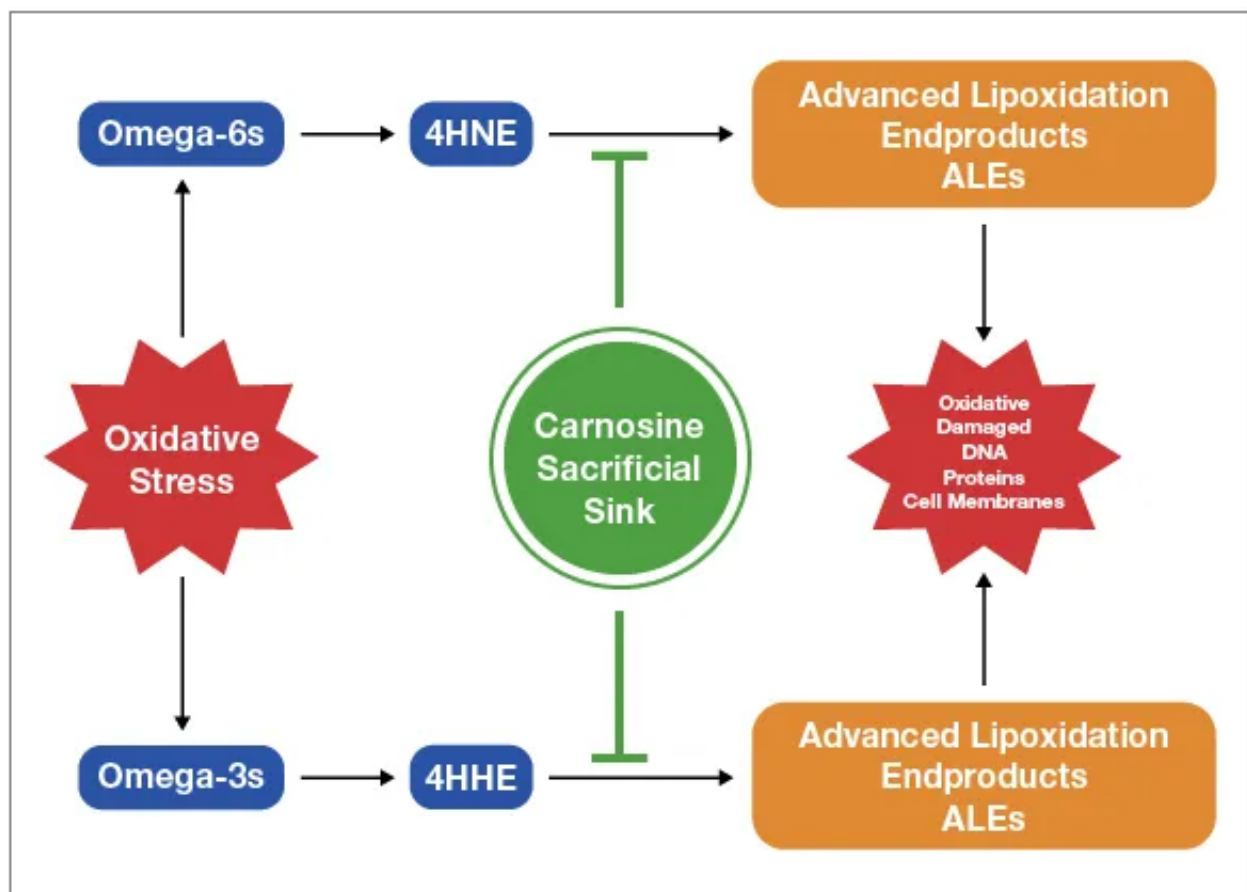 Omega-6s
4HNE
Advanced Lipoxidation
Endproducts
ALEs
Oxidative
Stress
Carnosine
Sacrificial
Sink
Oxidative
Damaged
DNA
Proteins
Cell Membranes
Omega-3s
4HHE
Advanced Lipoxidation
Endproducts
ALEs